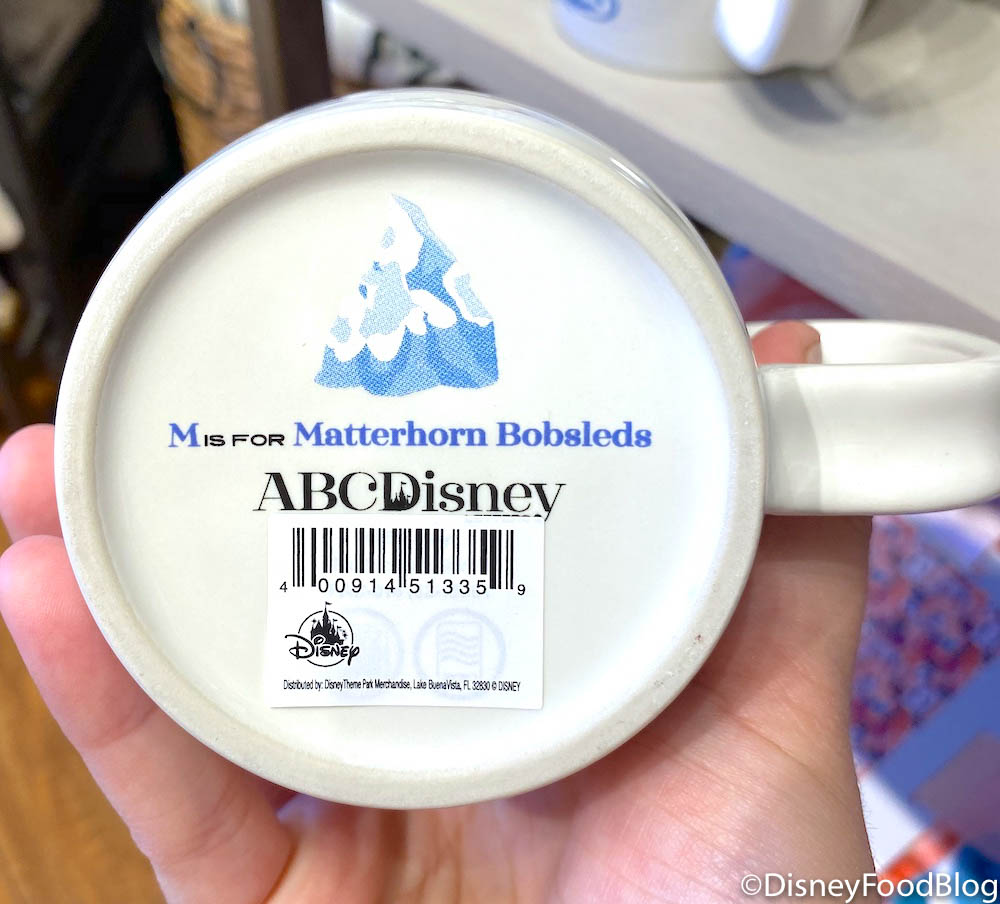 M IS FOR Matterhorn Bobsleds
ABCDisney
4 00914 51335 9
Disney
Distributed by: Disney Theme Park Merchandise, Lake Buena Vista, FL 32830 © DISNEY
©DisneyFoodBlog